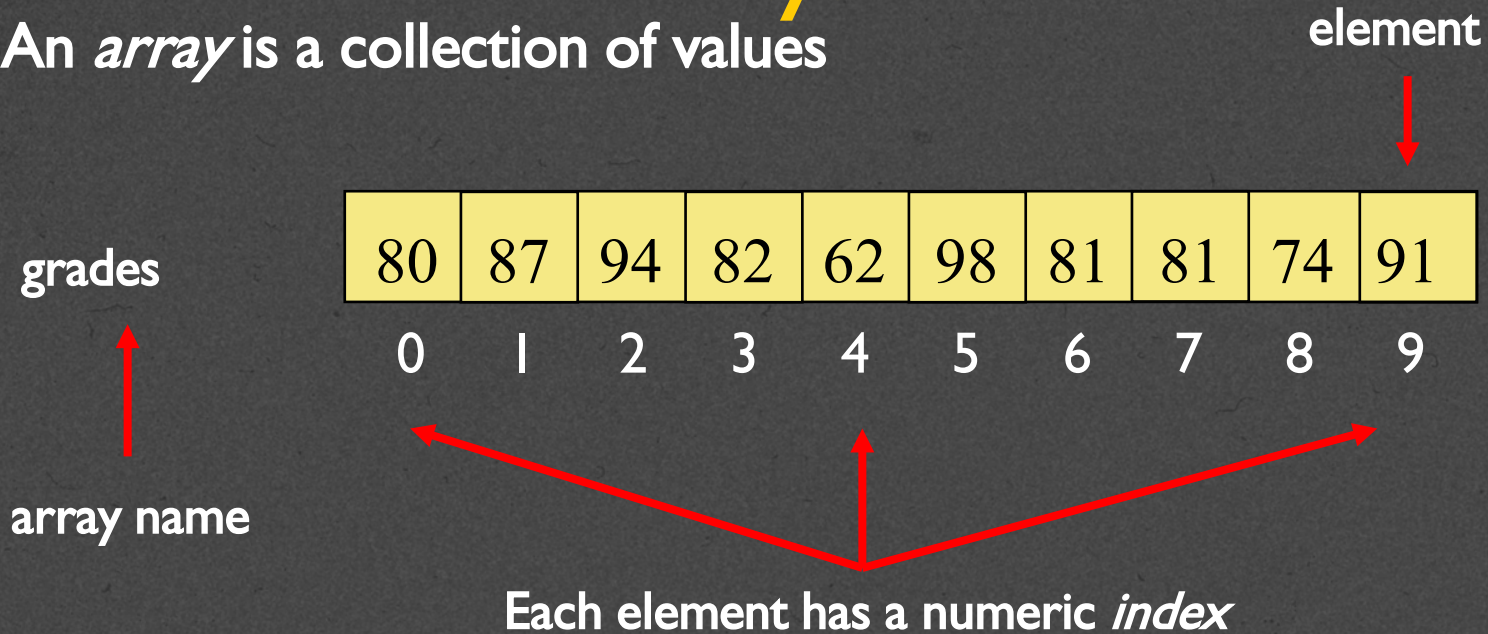 An array is a collection of values
element
grades
80 87 94 82 62 98 81 81 74 91
0 1 2 3 4 5 6 7 8 9
array name
Each element has a numeric index